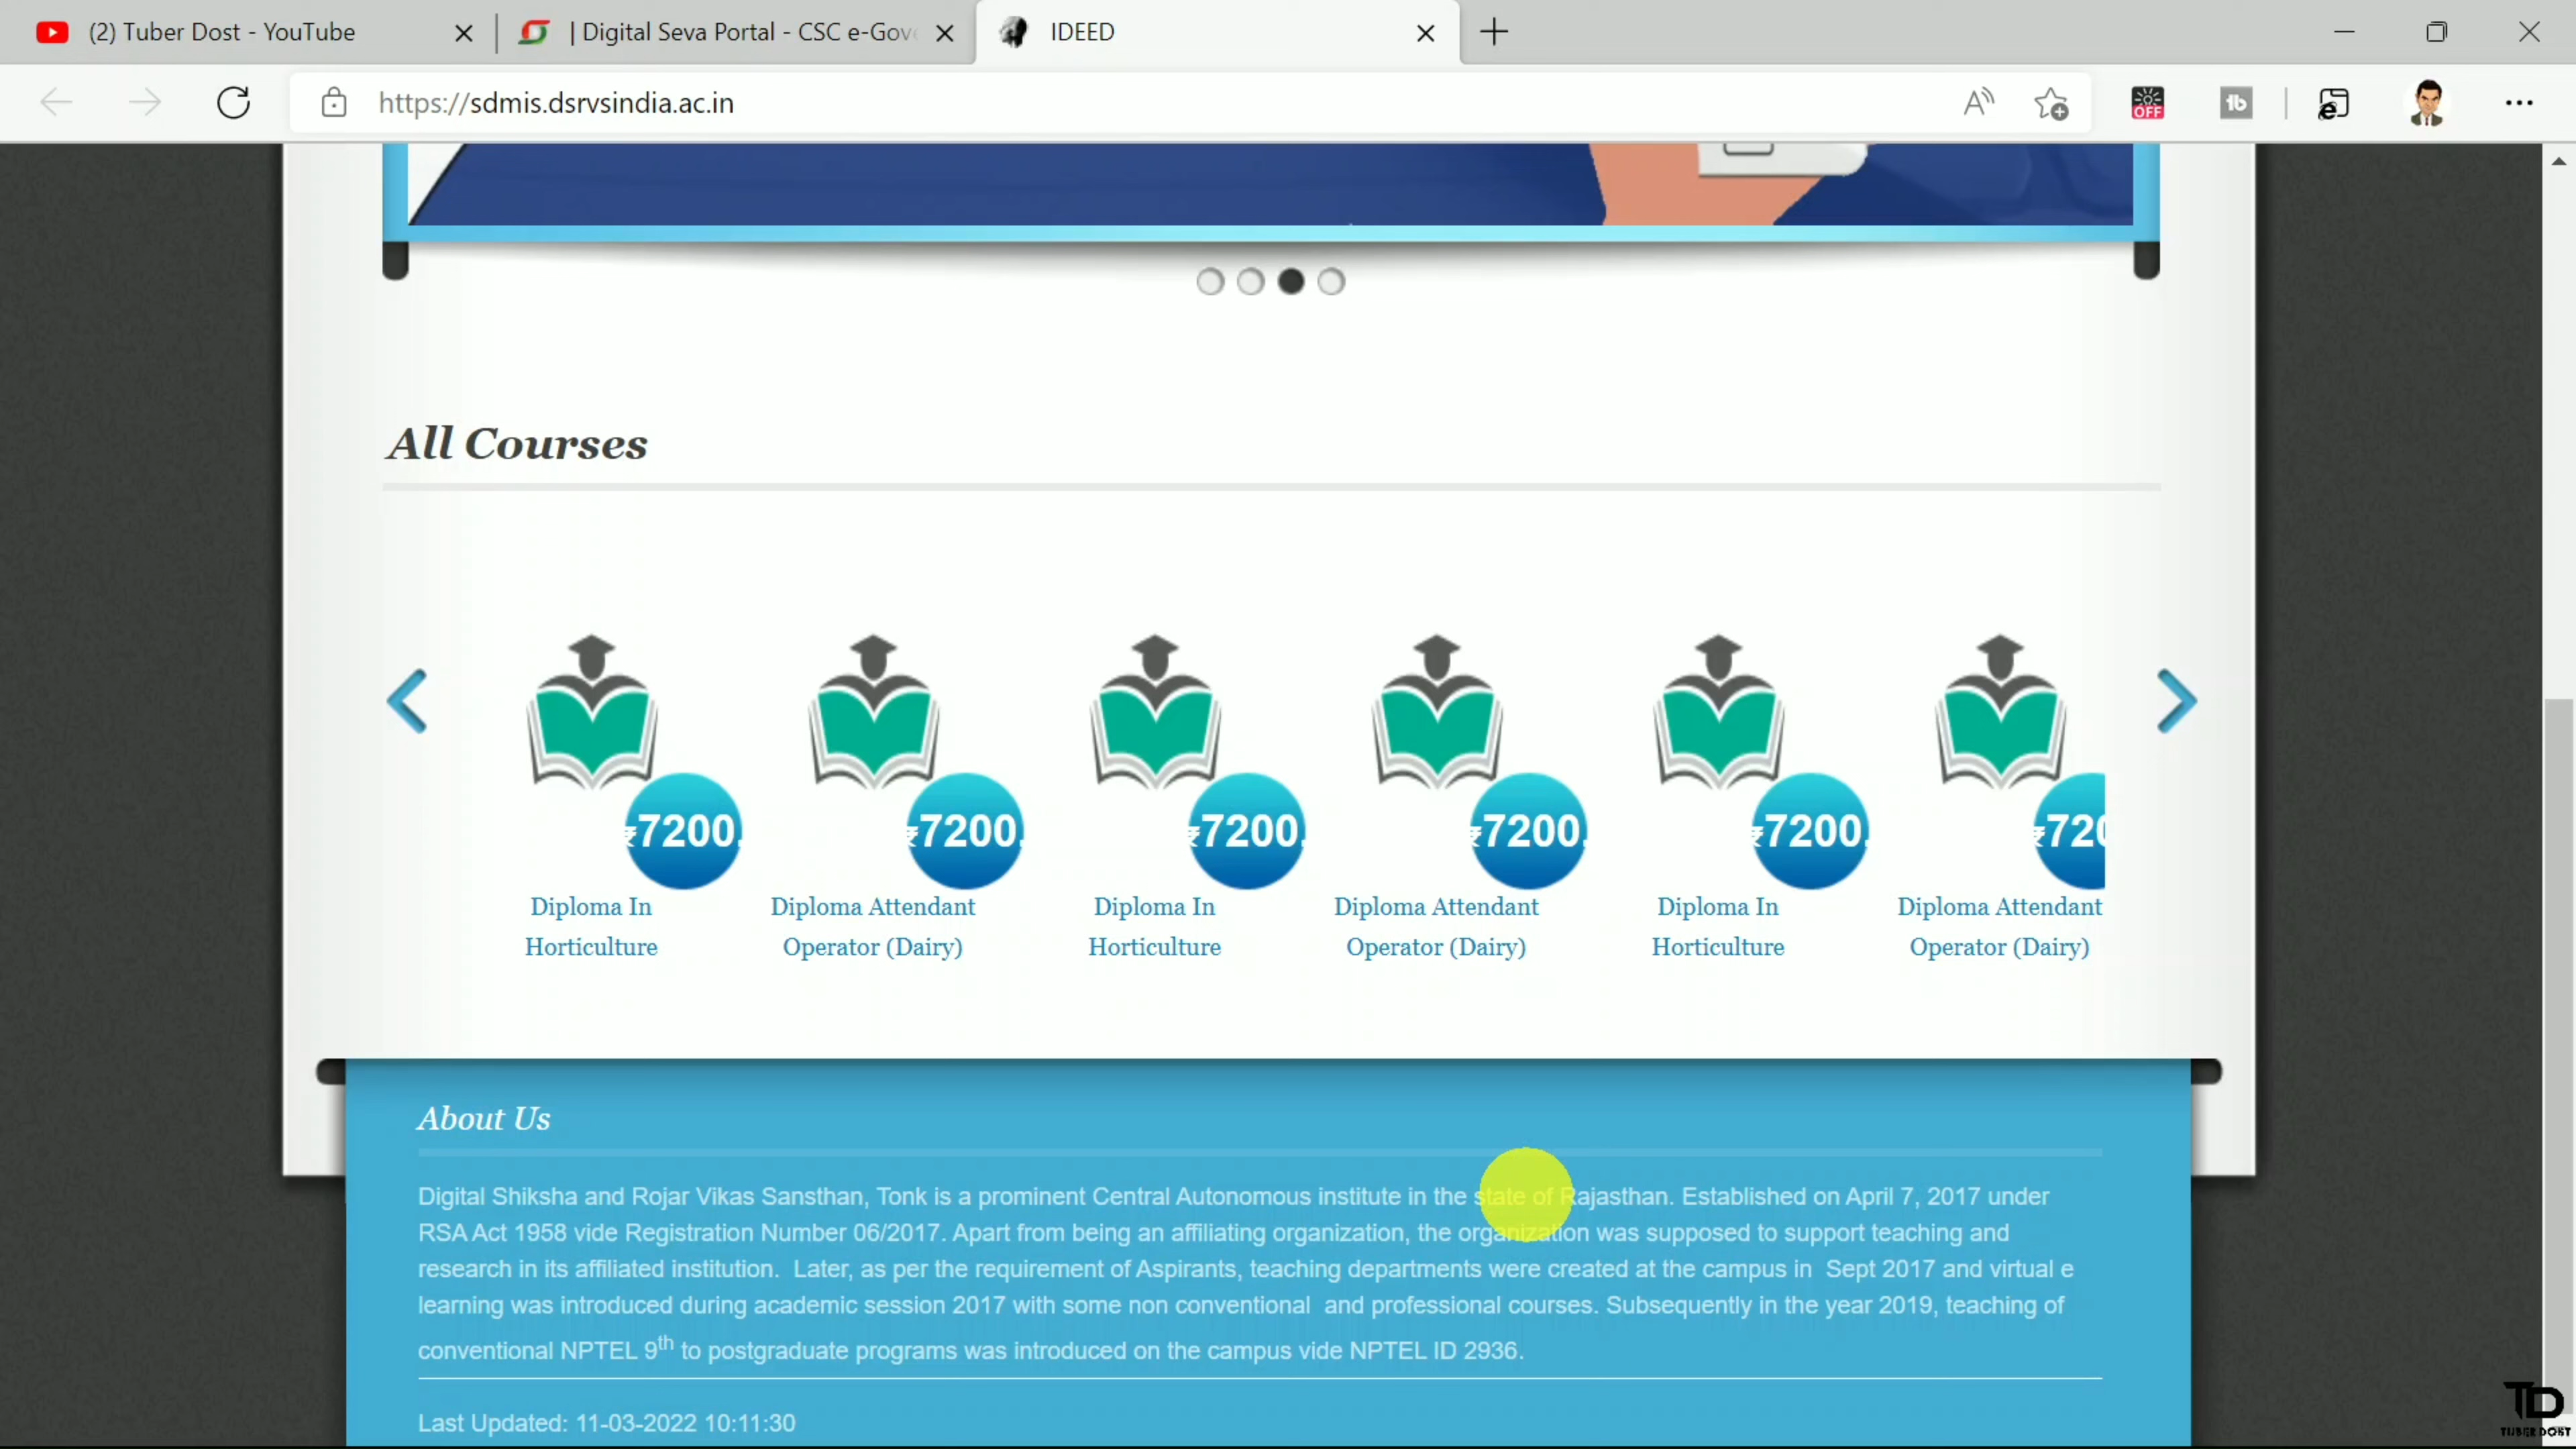 (2) Tuber Dost - YouTube
| Digital Seva Portal - CSC e-Gov
IDEED
https://sdmis.dsrvsindia.ac.in
OFF
All Courses
₹7200. ₹7200. ₹7200. ₹7200. ₹7200. ₹720
Diploma In Diploma Attendant Diploma In Diploma Attendant Diploma In Diploma Attendant
Horticulture Operator (Dairy) Horticulture Operator (Dairy) Horticulture Operator (Dairy)
About Us
Digital Shiksha and Rojar Vikas Sansthan, Tonk is a prominent Central Autonomous institute in the state of Rajasthan. Established on April 7, 2017 under
RSA Act 1958 vide Registration Number 06/2017. Apart from being an affiliating organization, the organization was supposed to support teaching and
research in its affiliated institution. Later, as per the requirement of Aspirants, teaching departments were created at the campus in Sept 2017 and virtual e
learning was introduced during academic session 2017 with some non conventional and professional courses. Subsequently in the year 2019, teaching of
conventional NPTEL 9th to postgraduate programs was introduced on the campus vide NPTEL ID 2936.
Last Updated: 11-03-2022 10:11:30
TD
TUBER DOST